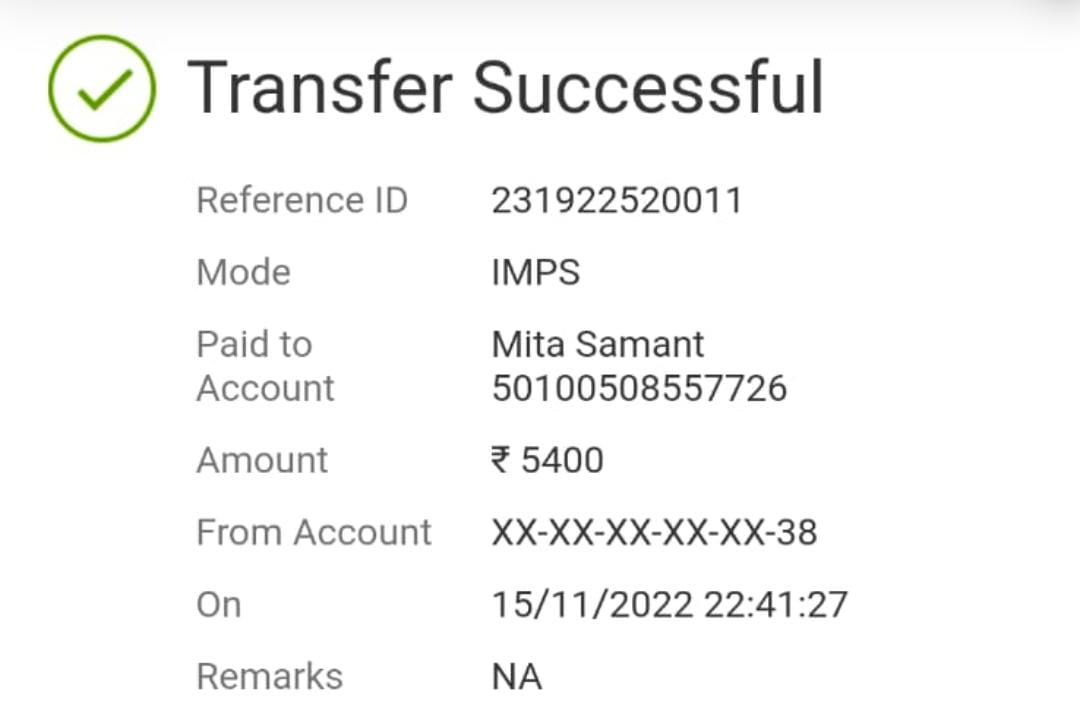 Transfer Successful
Reference ID 231922520011
Mode IMPS
Paid to Mita Samant
Account 50100508557726
Amount ₹ 5400
From Account XX-XX-XX-XX-XX-38
On 15/11/2022 22:41:27
Remarks NA